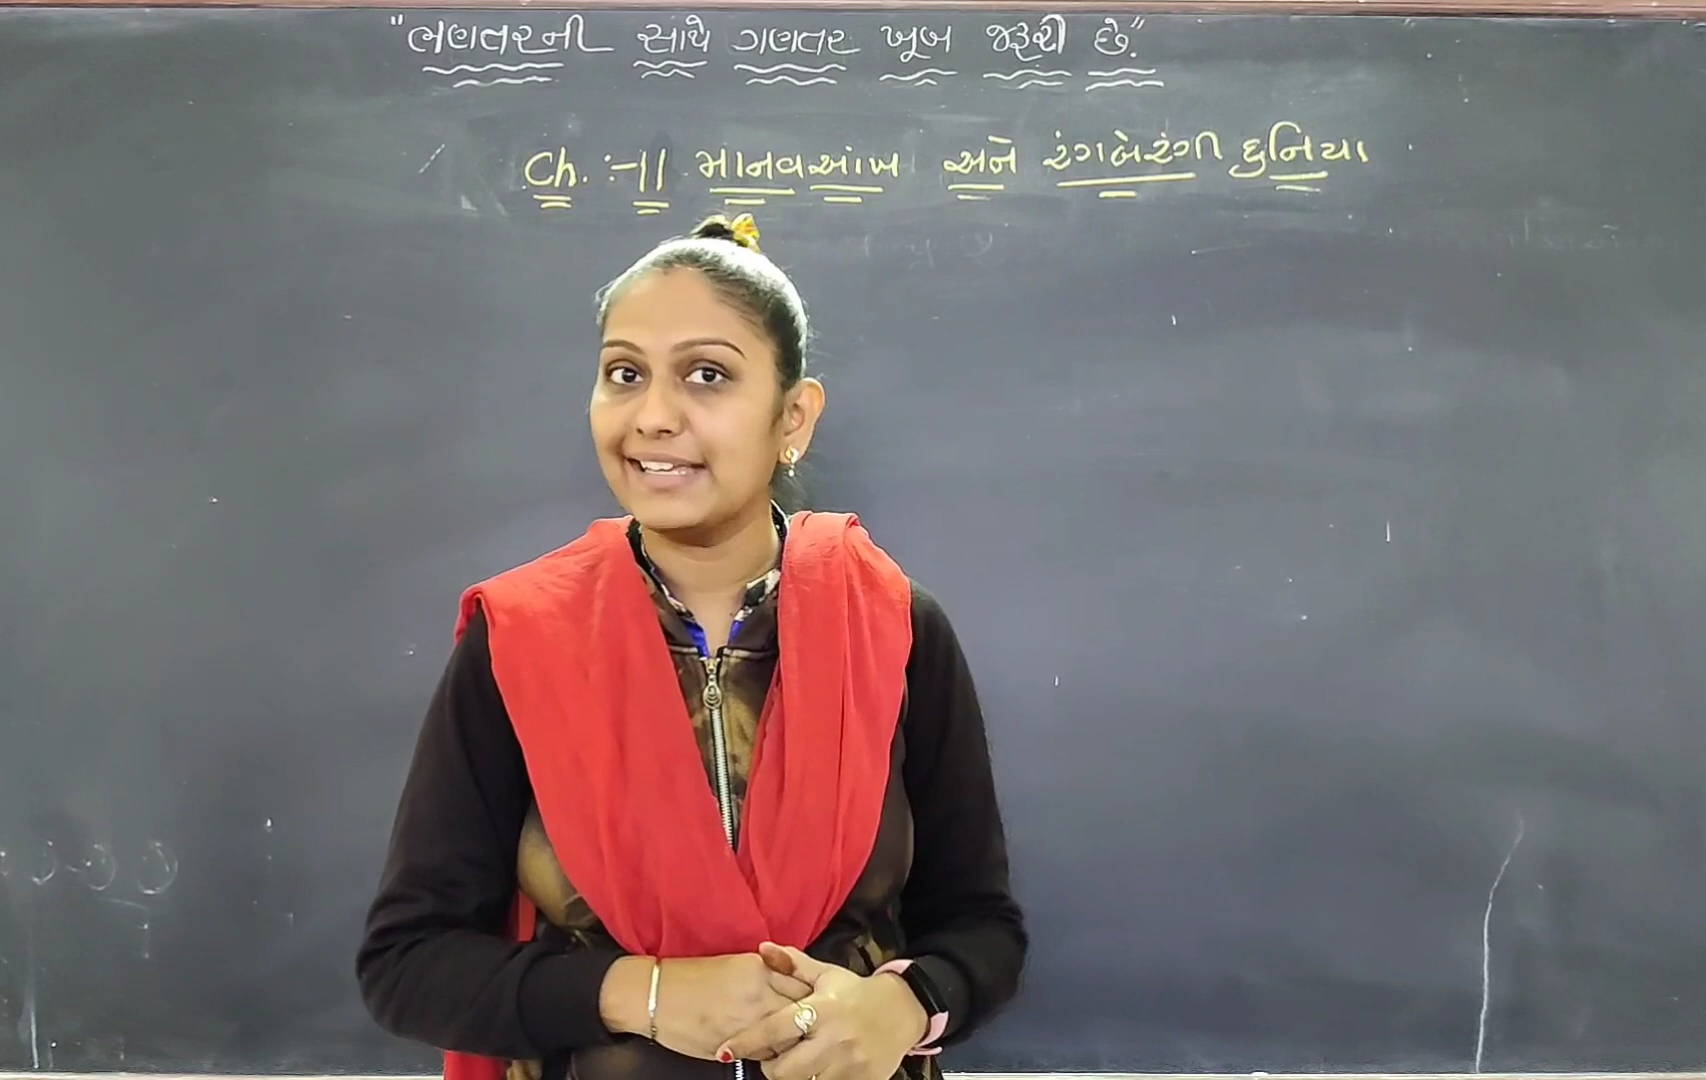 "ભણતરની સાથે ગણતર ખૂબ જરૂરી છે."
Ch. :-11 માનવઆંખ અને રંગબેરંગી દુનિયા